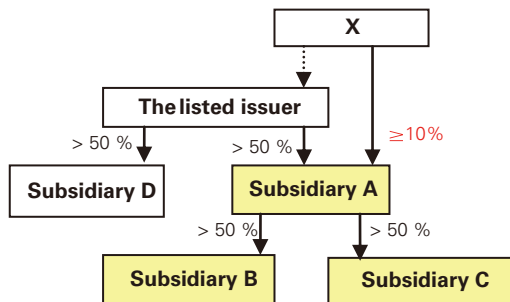 X
The listed issuer
> 50 %
> 50 %
≧10%
Subsidiary D
Subsidiary A
> 50 %
> 50 %
Subsidiary B
Subsidiary C